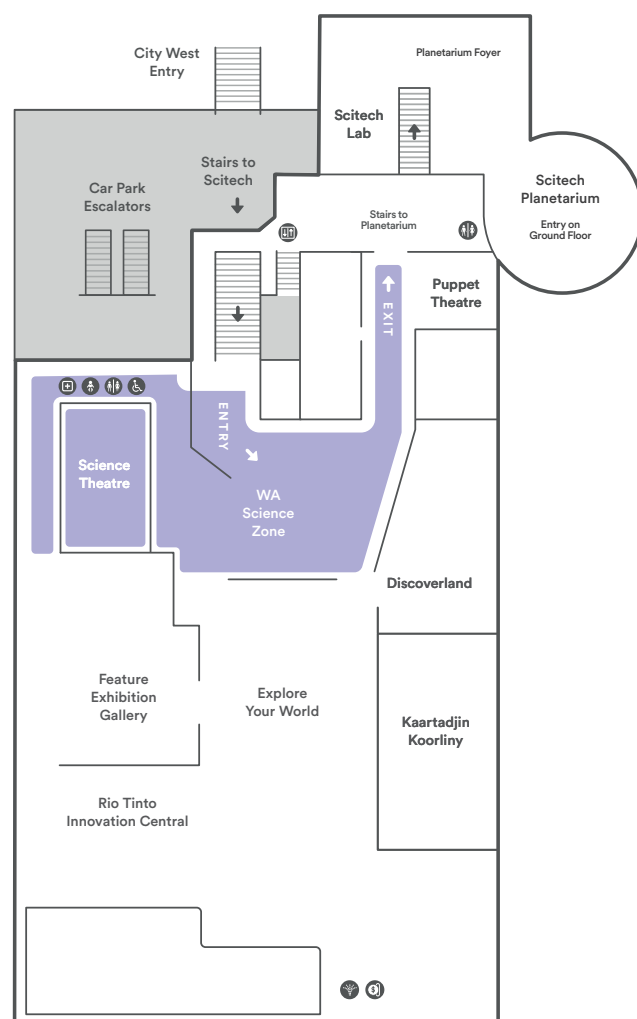 City West
Entry
Planetarium Foyer
Scitech
Lab
Stairs to
Scitech
Car Park
Escalators
Scitech
Planetarium
Entry on
Ground Floor
Stairs to
Planetarium
Puppet
Theatre
EXIT
ENTRY
Science
Theatre
WA
Science
Zone
Discoverland
Feature
Exhibition
Gallery
Explore
Your World
Kaartadjin
Koorliny
Rio Tinto
Innovation Central
$